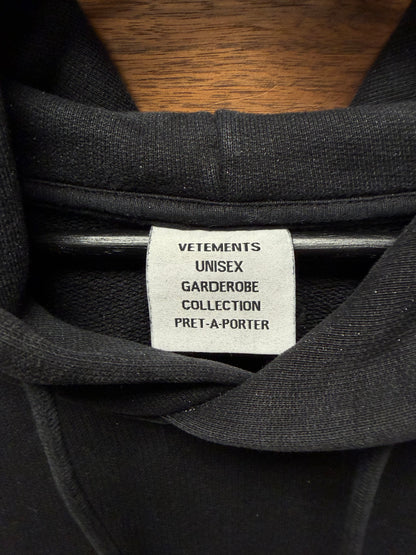 VETEMENTS
UNISEX
GARDEROBE
COLLECTION
PRET-A-PORTER